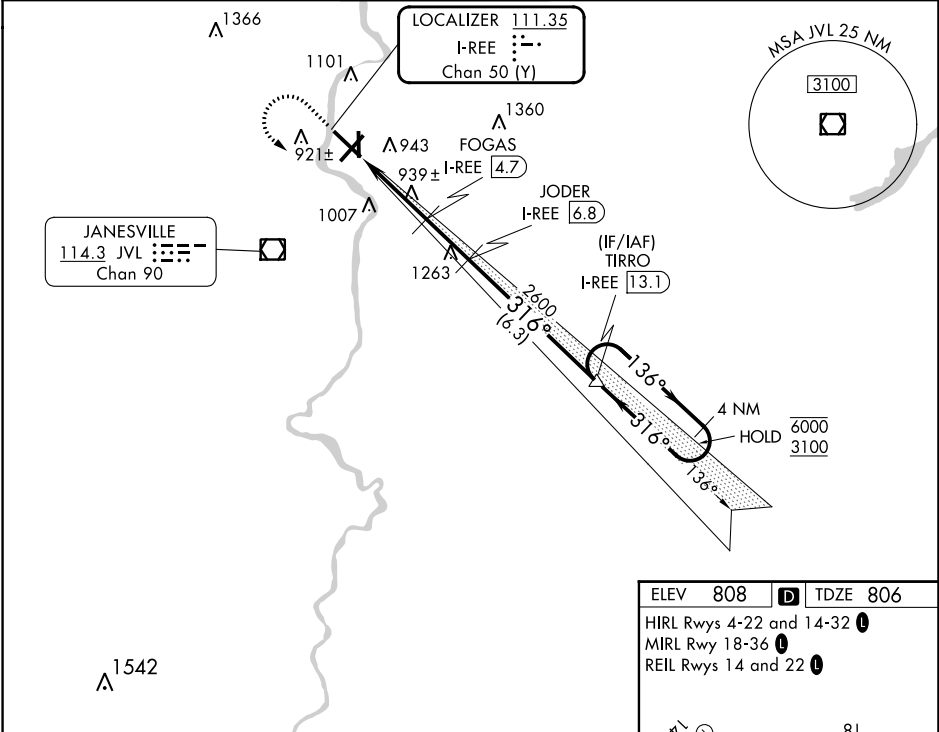 1366
LOCALIZER 111.35
I-REE
Chan 50 (Y)
MSA JVL 25 NM
3100
1101
1360
921±
943
FOGAS
I-REE 4.7
939±
1007
JODER
I-REE 6.8
JANESVILLE
114.3 JVL
Chan 90
1263
(IF/IAF)
TIRRO
I-REE 13.1
2600
316°
(6.3)
136°
4 NM
316°
HOLD 6000
3100
136°
ELEV 808 D TDZE 806
HIRL Rwys 4-22 and 14-32 L
MIRL Rwy 18-36 L
REIL Rwys 14 and 22 L
1542
14
18